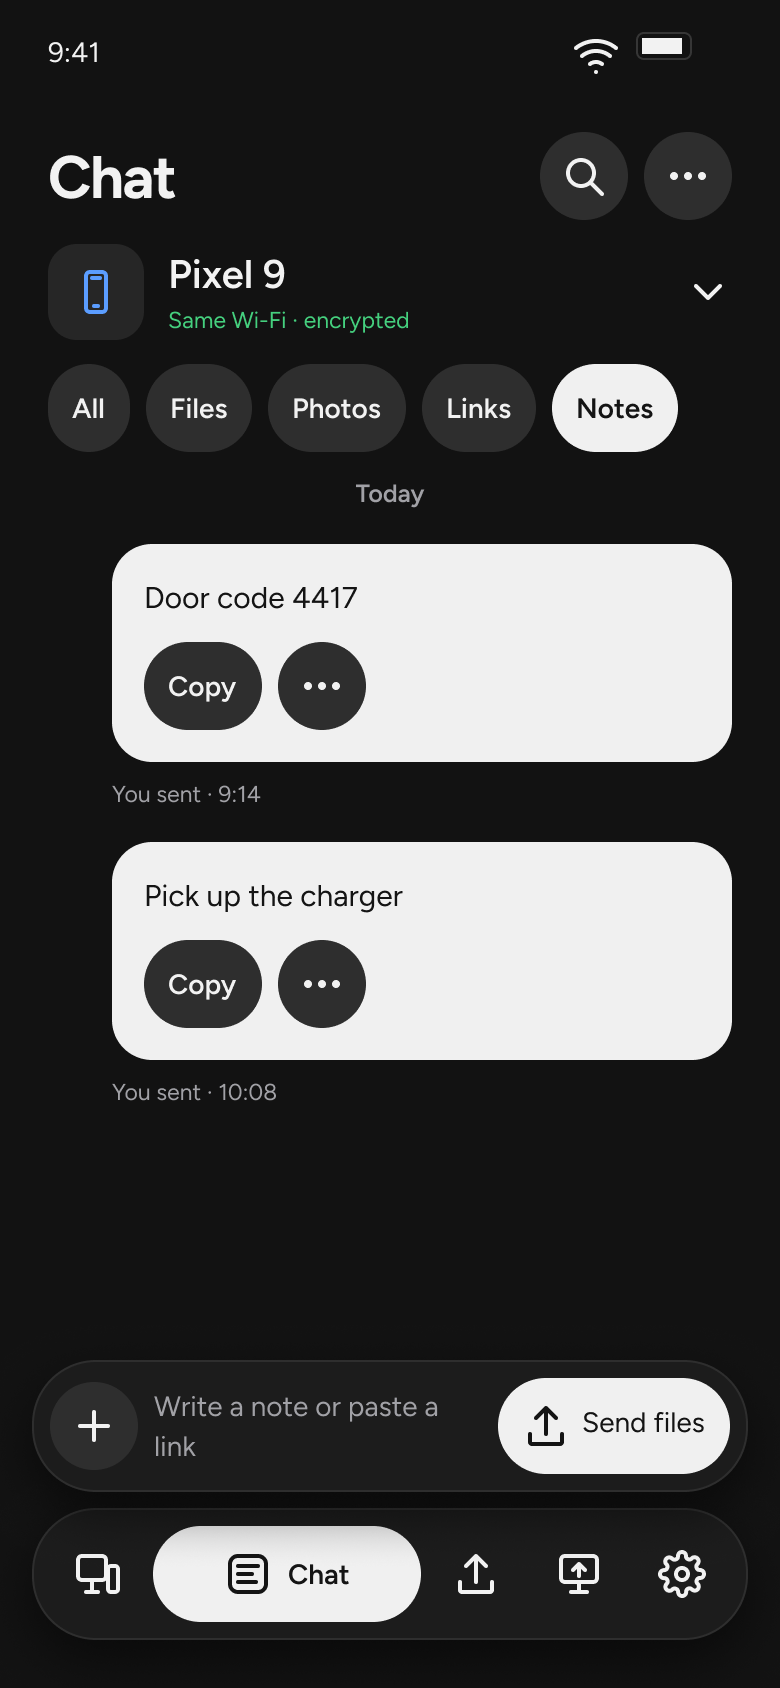 9:41
Chat
Pixel 9
Same Wi-Fi · encrypted
All Files Photos Links Notes
Today
Door code 4417
Copy
You sent · 9:14
Pick up the charger
Copy
You sent · 10:08
Write a note or paste a
link
Send files
Chat